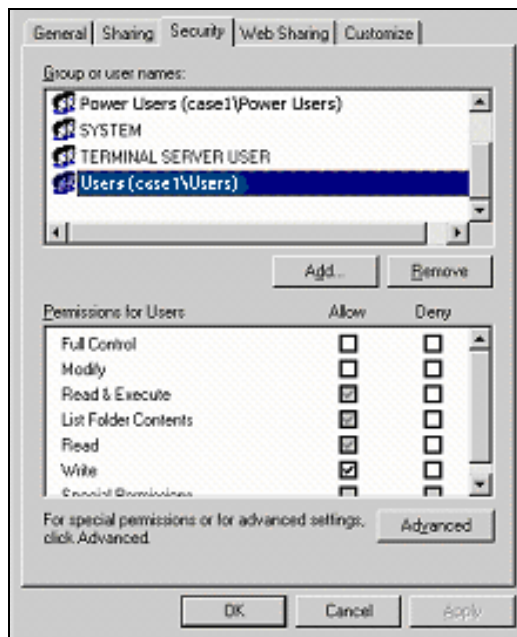 General Sharing Security Web Sharing Customize
Group or user names:
Power Users (case1\Power Users)
SYSTEM
TERMINAL SERVER USER
Users (case1\Users)
Add... Remove
Permissions for Users Allow Deny
Full Control
Modify
Read & Execute
List Folder Contents
Read
Write
Special Permissions
For special permissions or for advanced settings,
click Advanced.
Advanced
OK Cancel Apply